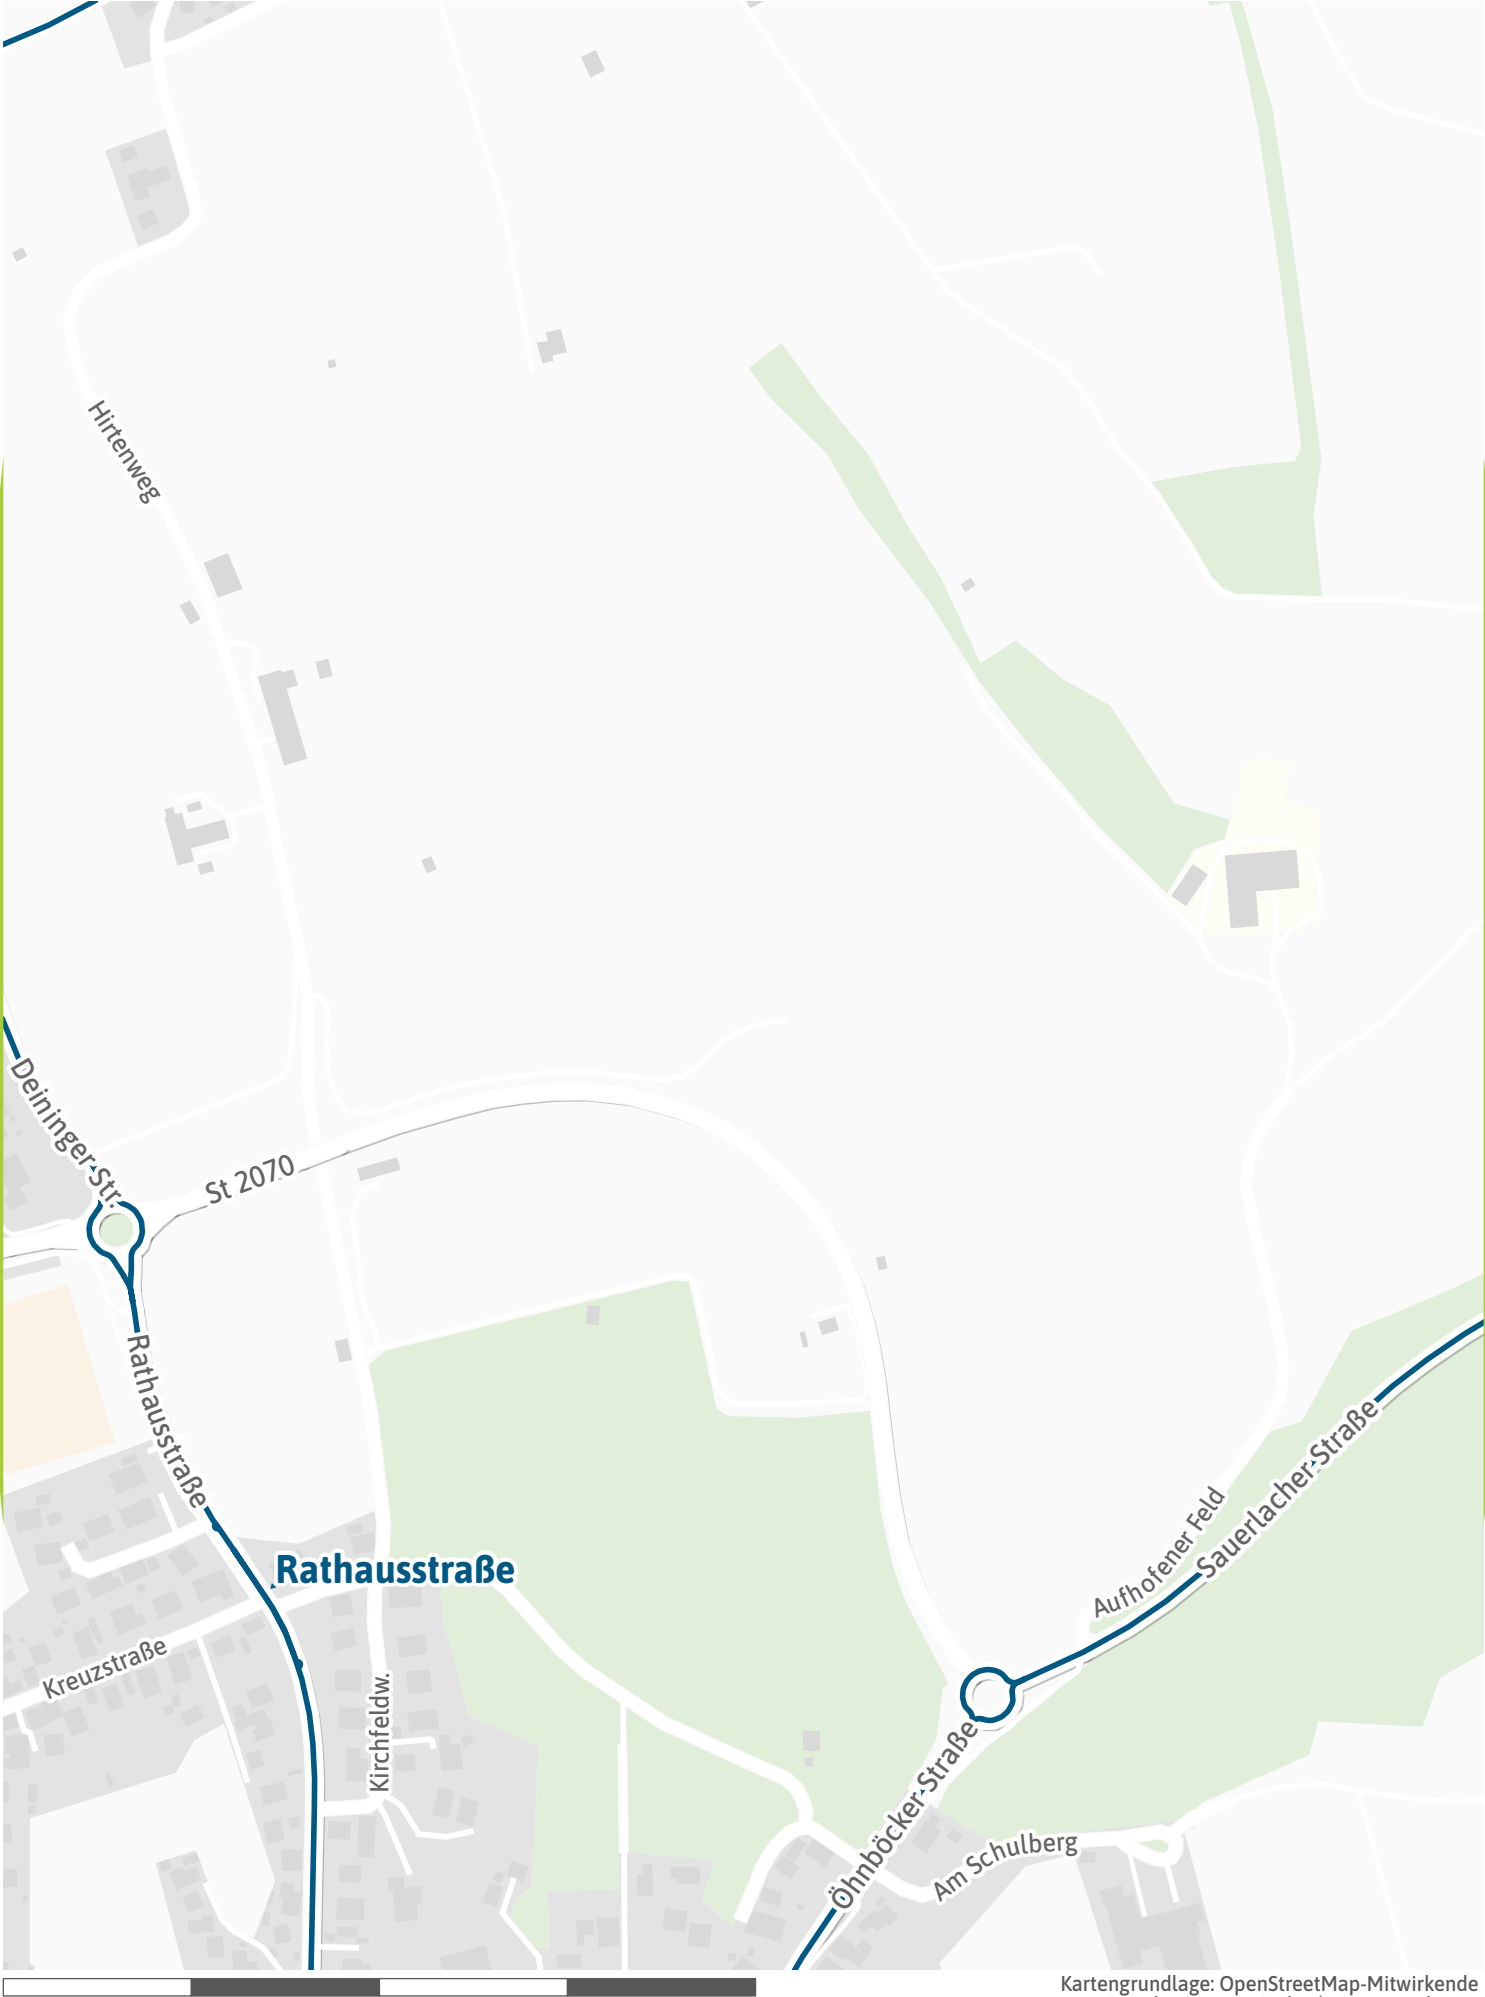 Hirtenweg
Deininger Str.
St 2070
Rathausstraße
Rathausstraße
Aufhofener Feld
Sauerlacher Straße
Kreuzstraße
Kirchfeldw.
Öhnböcker Straße
Am Schulberg
Kartengrundlage: OpenStreetMap-Mitwirkende